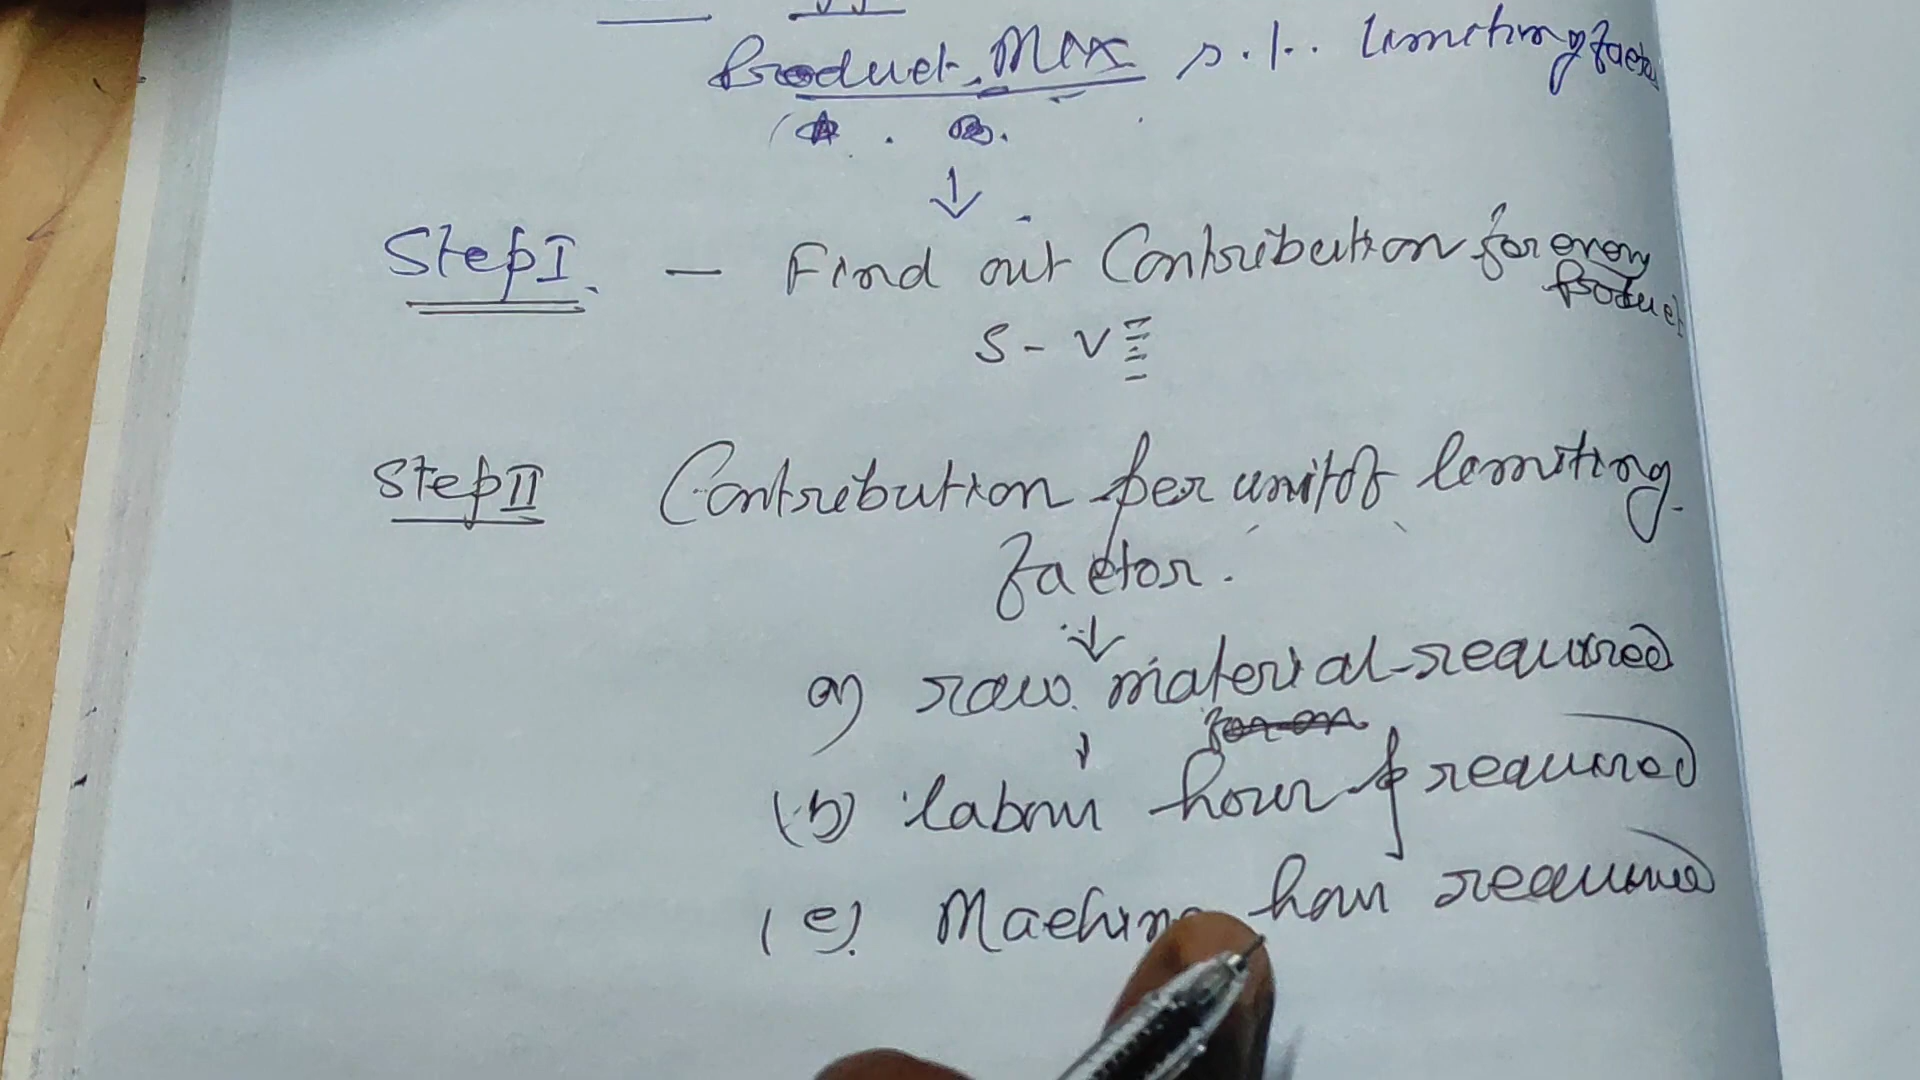 Product Mix s.t. limiting factor
A . B.
Step I. - Find out Contribution for every Product
S - V
Step II Contribution per unit of limiting
factor.
a) raw material required
(b) labour hour required
(c). Machine hour required